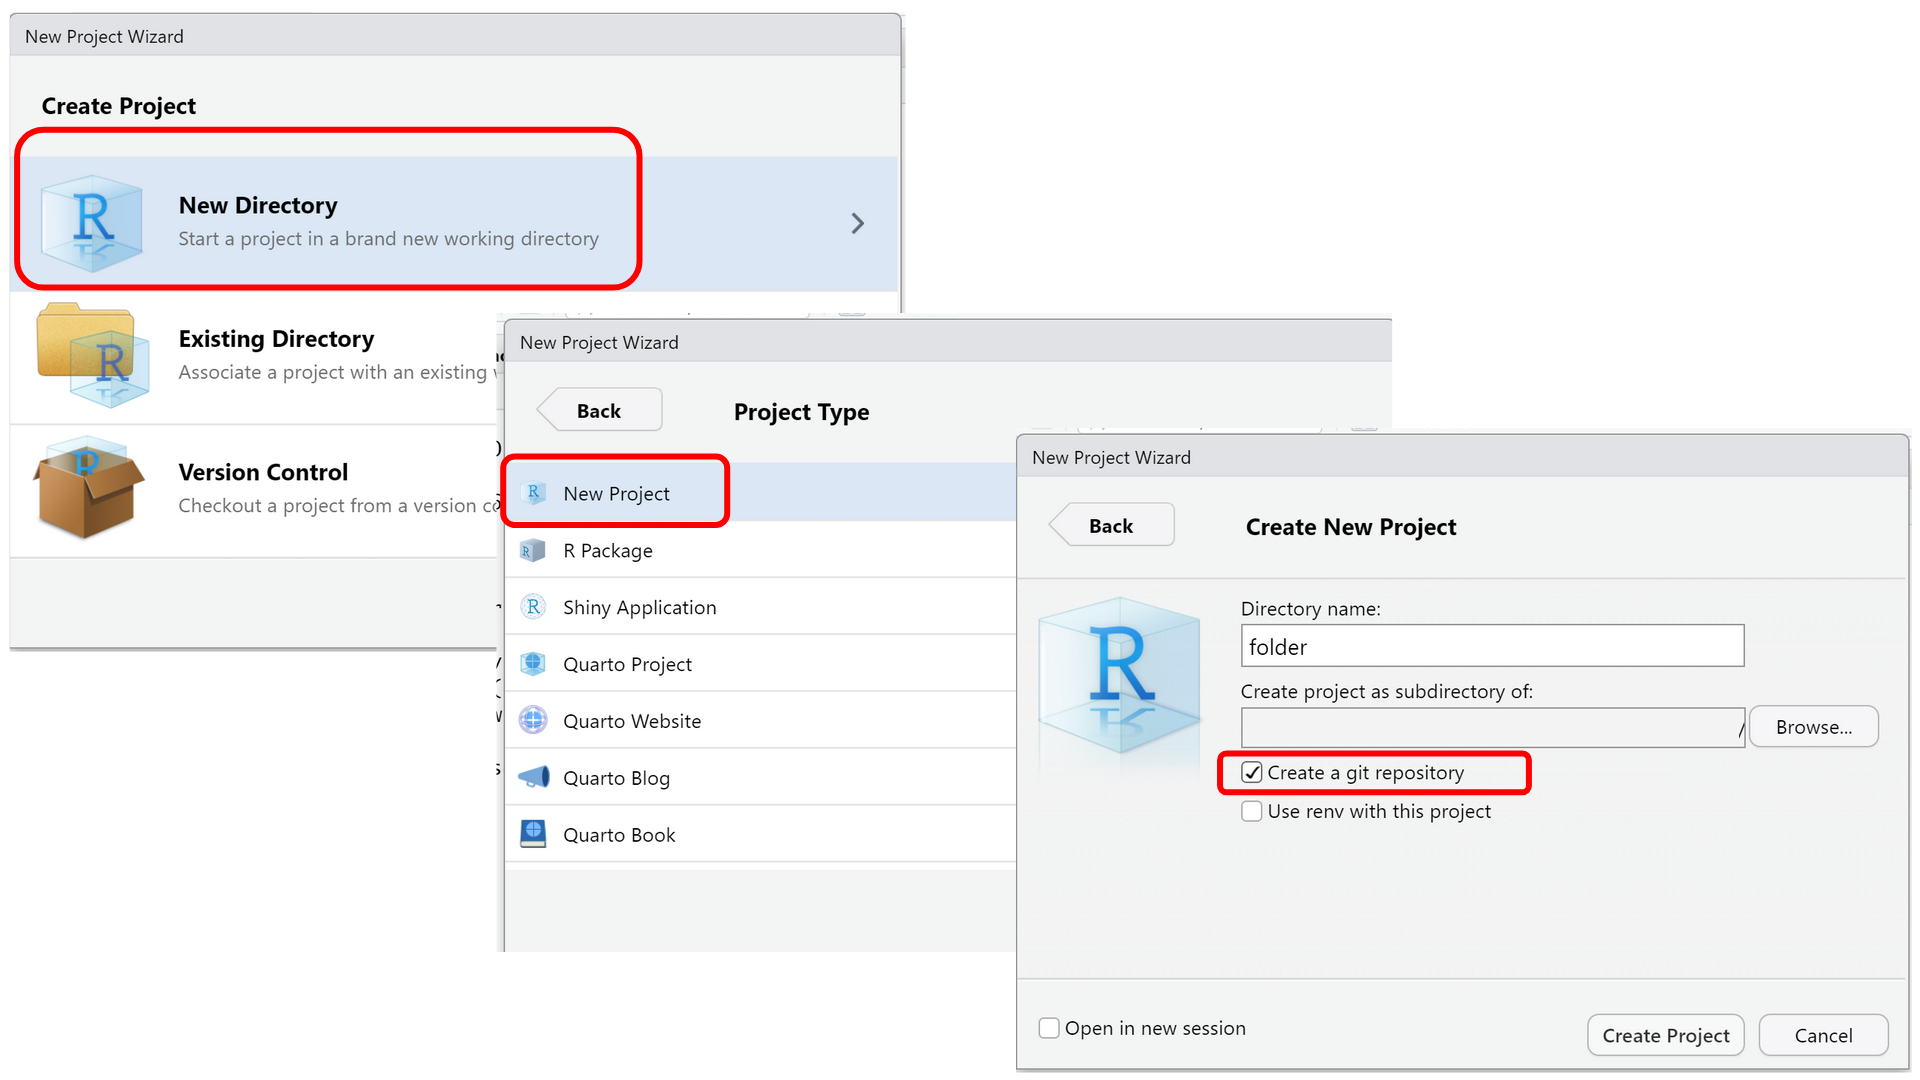 New Project Wizard
Create Project
New Directory
Start a project in a brand new working directory
Existing Directory
Associate a project with an existing
Version Control
Checkout a project from a version
New Project Wizard
Back
Project Type
New Project
R Package
Shiny Application
Quarto Project
Quarto Website
Quarto Blog
Quarto Book
New Project Wizard
Back
Create New Project
Directory name:
folder
Create project as subdirectory of:
/
Browse...
Create a git repository
Use renv with this project
Open in new session
Create Project
Cancel